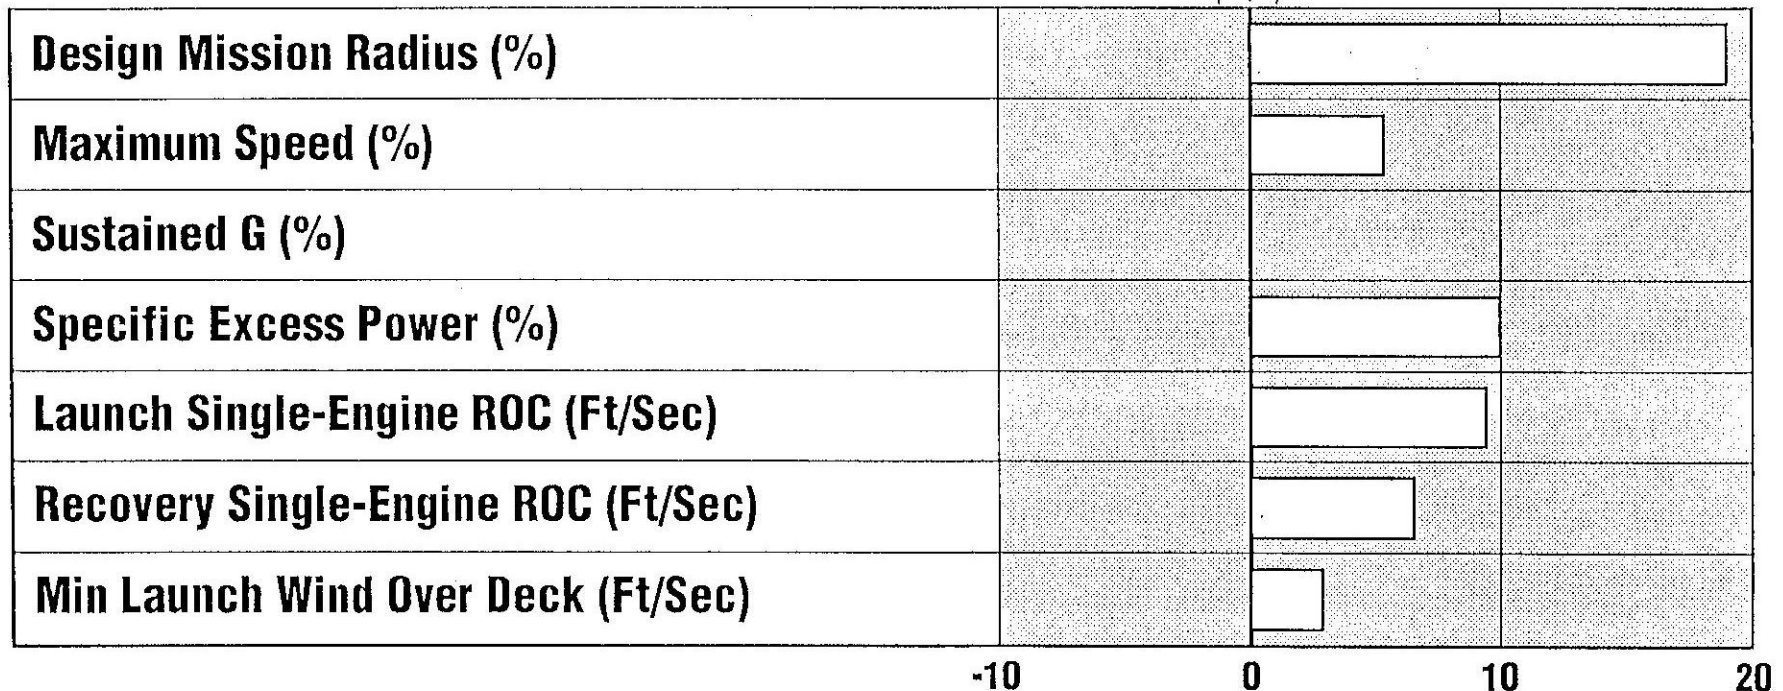 Design Mission Radius (%)
Maximum Speed (%)
Sustained G (%)
Specific Excess Power (%)
Launch Single-Engine ROC (Ft/Sec)
Recovery Single-Engine ROC (Ft/Sec)
Min Launch Wind Over Deck (Ft/Sec)
-10 0 10 20